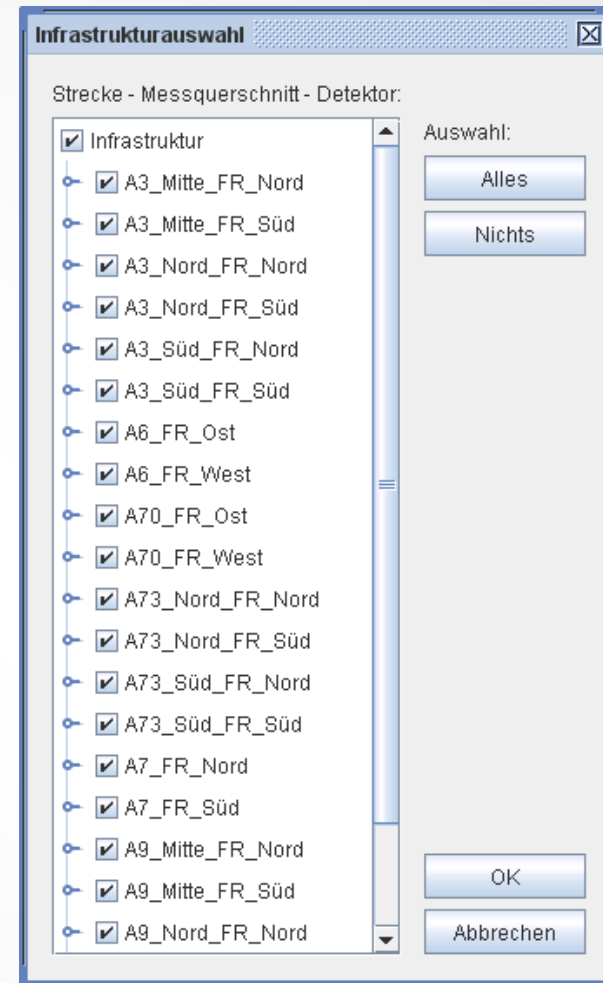 Infrastrukturauswahl
Strecke - Messquerschnitt - Detektor:
Infrastruktur
A3_Mitte_FR_Nord
A3_Mitte_FR_Süd
A3_Nord_FR_Nord
A3_Nord_FR_Süd
A3_Süd_FR_Nord
A3_Süd_FR_Süd
A6_FR_Ost
A6_FR_West
A70_FR_Ost
A70_FR_West
A73_Nord_FR_Nord
A73_Nord_FR_Süd
A73_Süd_FR_Nord
A73_Süd_FR_Süd
A7_FR_Nord
A7_FR_Süd
A9_Mitte_FR_Nord
A9_Mitte_FR_Süd
A9_Nord_FR_Nord
Auswahl:
Alles
Nichts
OK
Abbrechen